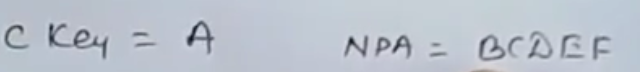 C Key = A NPA = BCDEF